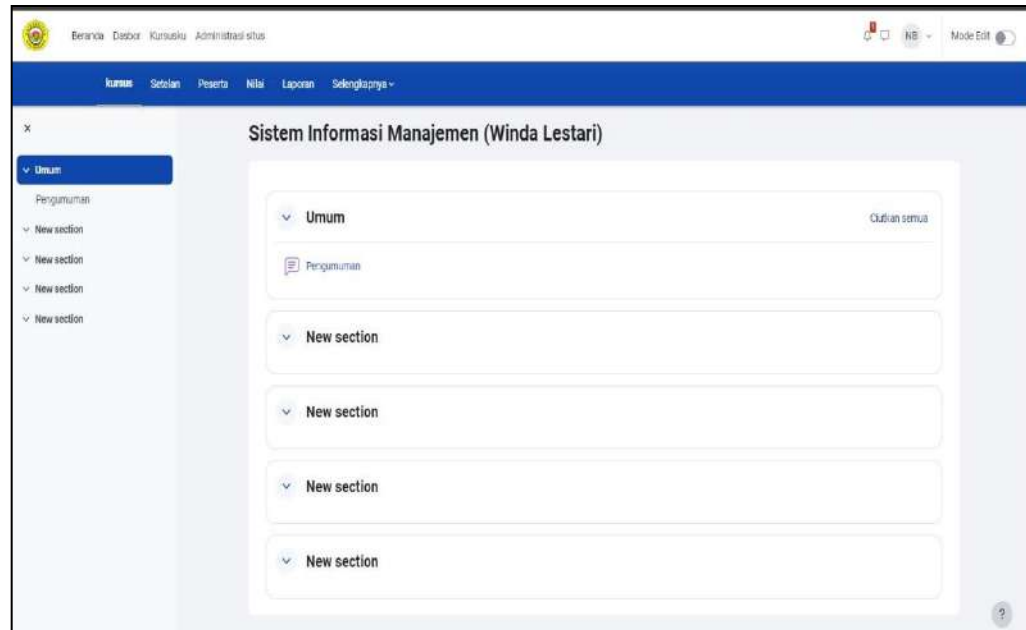 Beranda Dasbor Kursusku Administrasi situs
NB
Mode Edit
kursus Setelan Peserta Nilai Laporan Selengkapnya
Sistem Informasi Manajemen (Winda Lestari)
Umum
Pengumuman
New section
New section
New section
New section
Umum
Ciutkan semua
Pengumuman
New section
New section
New section
New section
?